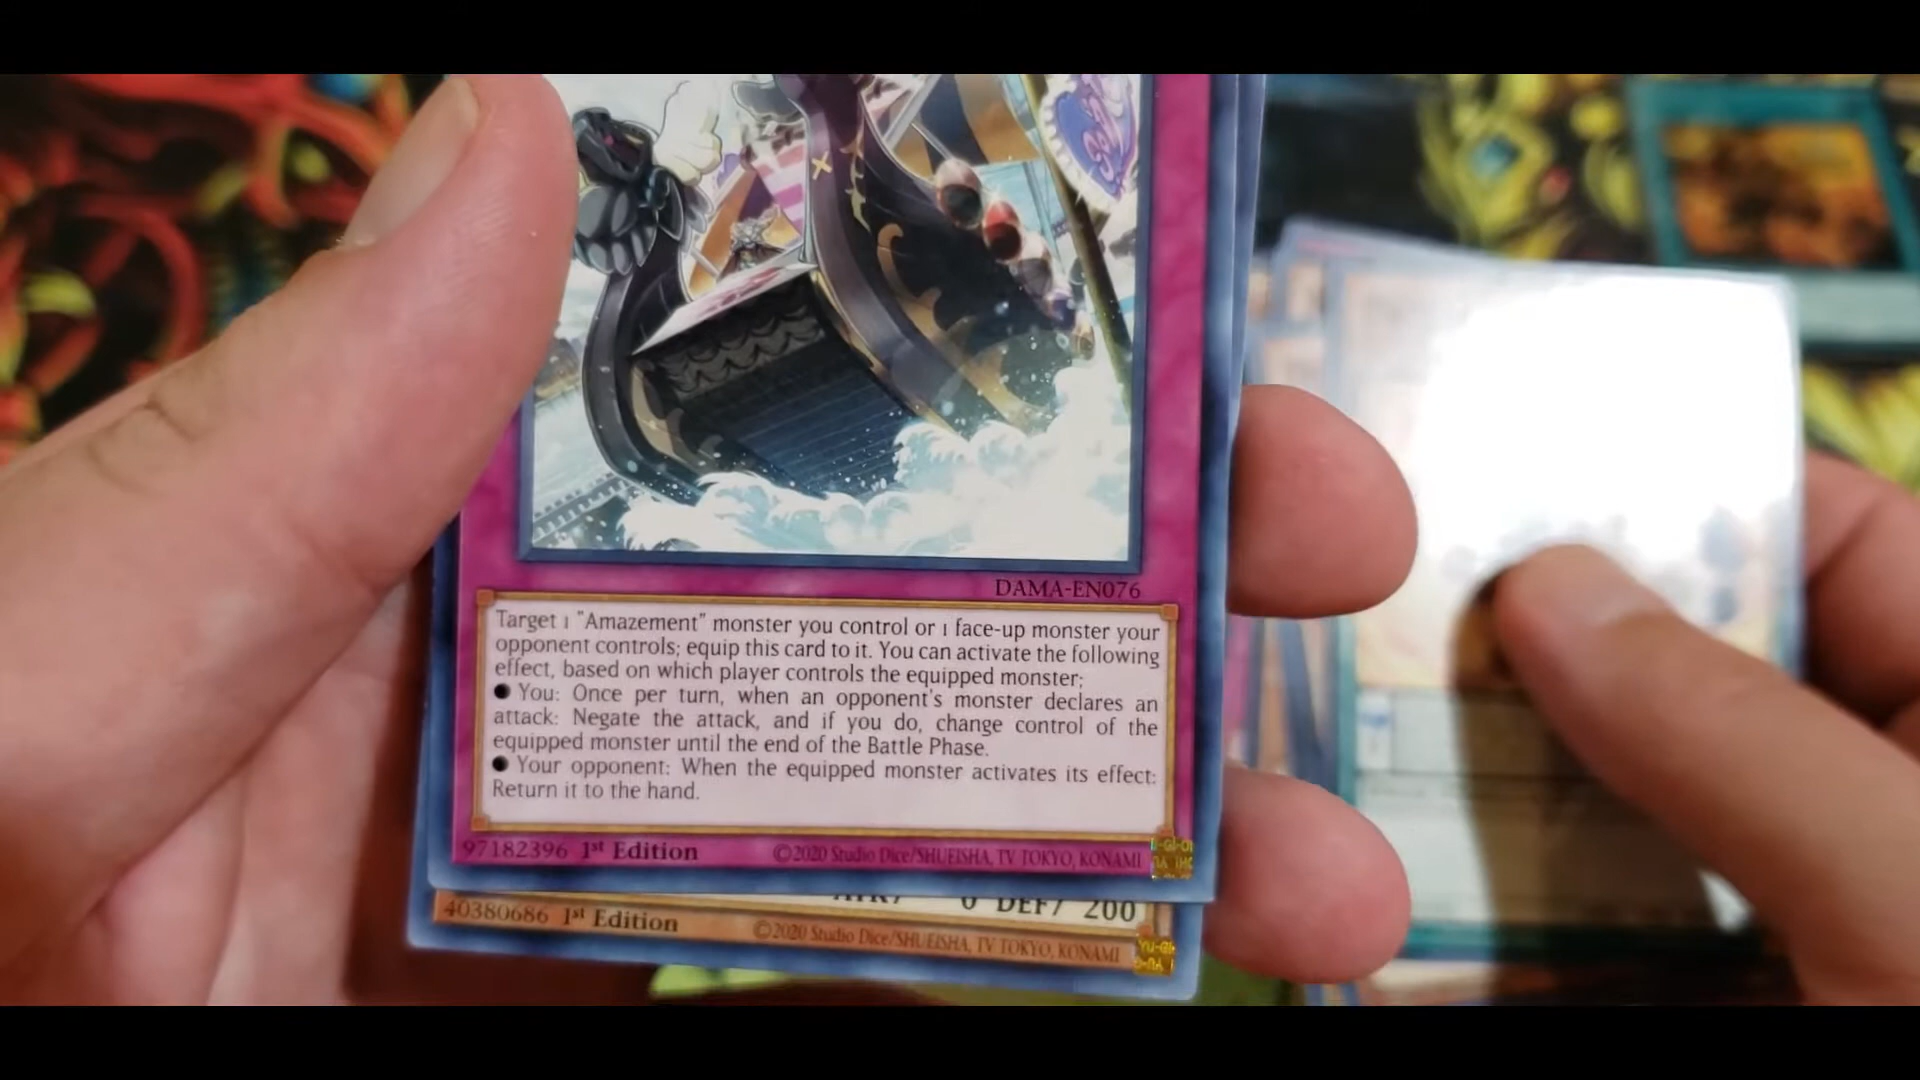 DAMA-EN076
Target 1 "Amazement" monster you control or 1 face-up monster your
opponent controls; equip this card to it. You can activate the following
effect, based on which player controls the equipped monster;
● You: Once per turn, when an opponent's monster declares an
attack: Negate the attack, and if you do, change control of the
equipped monster until the end of the Battle Phase.
● Your opponent: When the equipped monster activates its effect:
Return it to the hand.
97182396 1st Edition ©2020 Studio Dice/SHUEISHA, TV TOKYO, KONAMI
0 DEF/ 200
40380686 1st Edition ©2020 Studio Dice/SHUEISHA, TV TOKYO, KONAMI